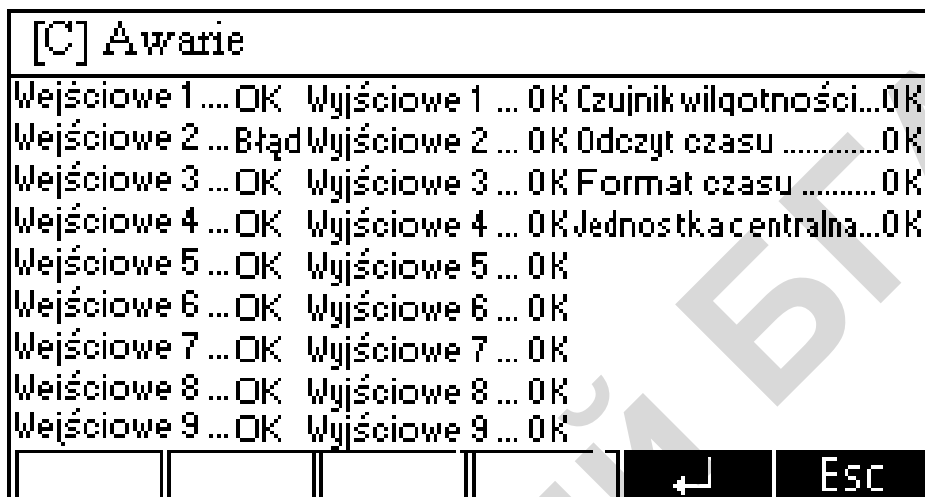 [C] Awarie
Wejściowe 1 .... OK Wyjściowe 1 ... OK Czujnik wilgotności...OK
Wejściowe 2 ... Błąd Wyjściowe 2 ... OK Odczyt czasu ............OK
Wejściowe 3 ... OK Wyjściowe 3 ... OK Format czasu ..........OK
Wejściowe 4 ... OK Wyjściowe 4 ... OK Jednostka centralna...OK
Wejściowe 5 ... OK Wyjściowe 5 ... OK
Wejściowe 6 ... OK Wyjściowe 6 ... OK
Wejściowe 7 ... OK Wyjściowe 7 ... OK
Wejściowe 8 ... OK Wyjściowe 8 ... OK
Wejściowe 9 ... OK Wyjściowe 9 ... OK
↵ Esc